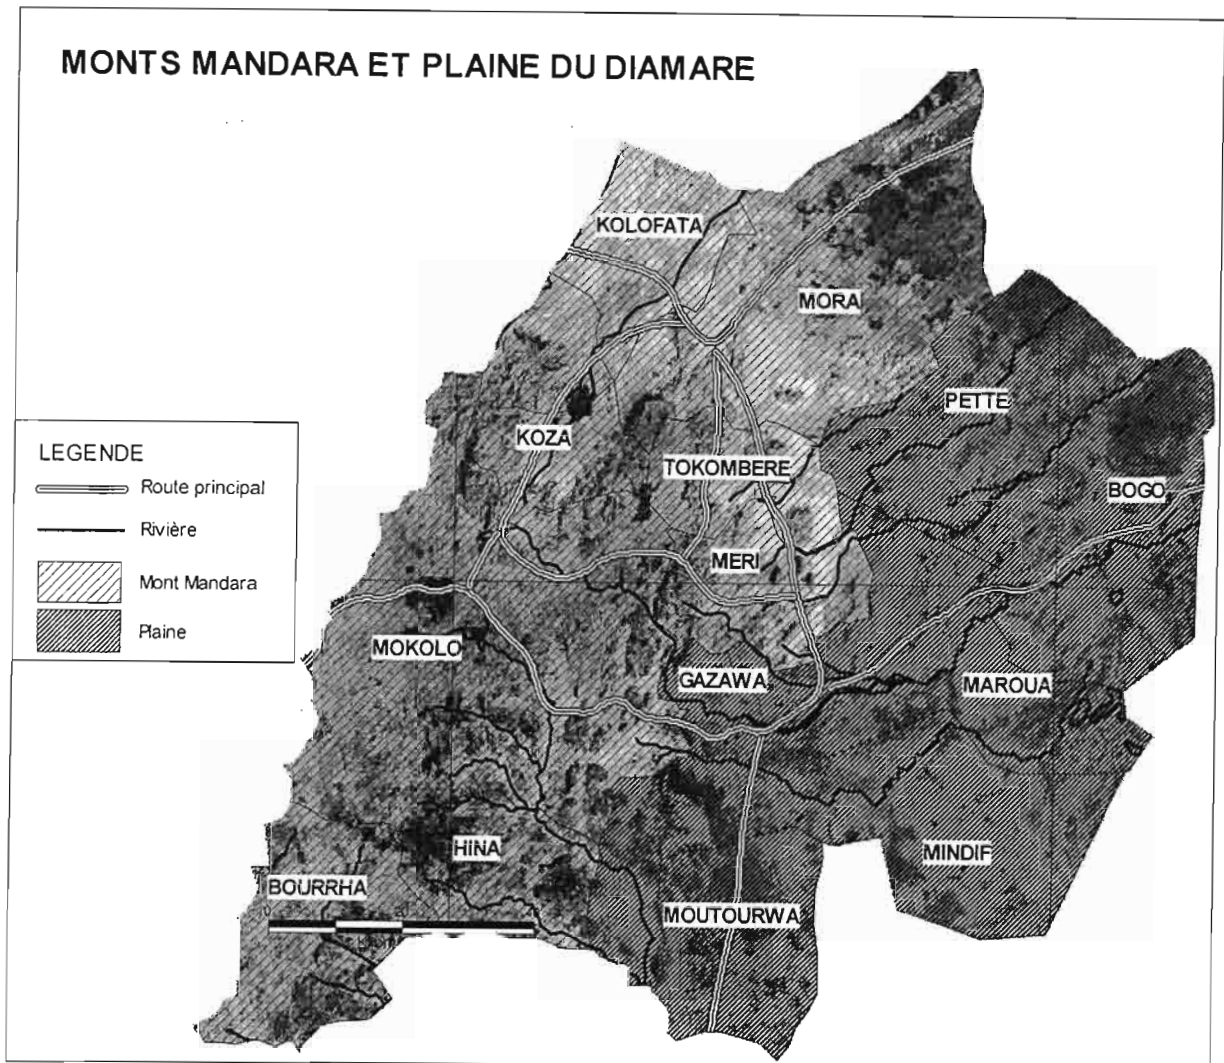 MONTS MANDARA ET PLAINE DU DIAMARE
KOLOFATA
MORA
PETTE
KOZA
TOKOMBERE
BOGO
LEGENDE
Route principal
Rivière
Mont Mandara
Plaine
MERI
MOKOLO
GAZAWA
MAROUA
HINA
MINDIF
BOURRHA
MOUTOURWA